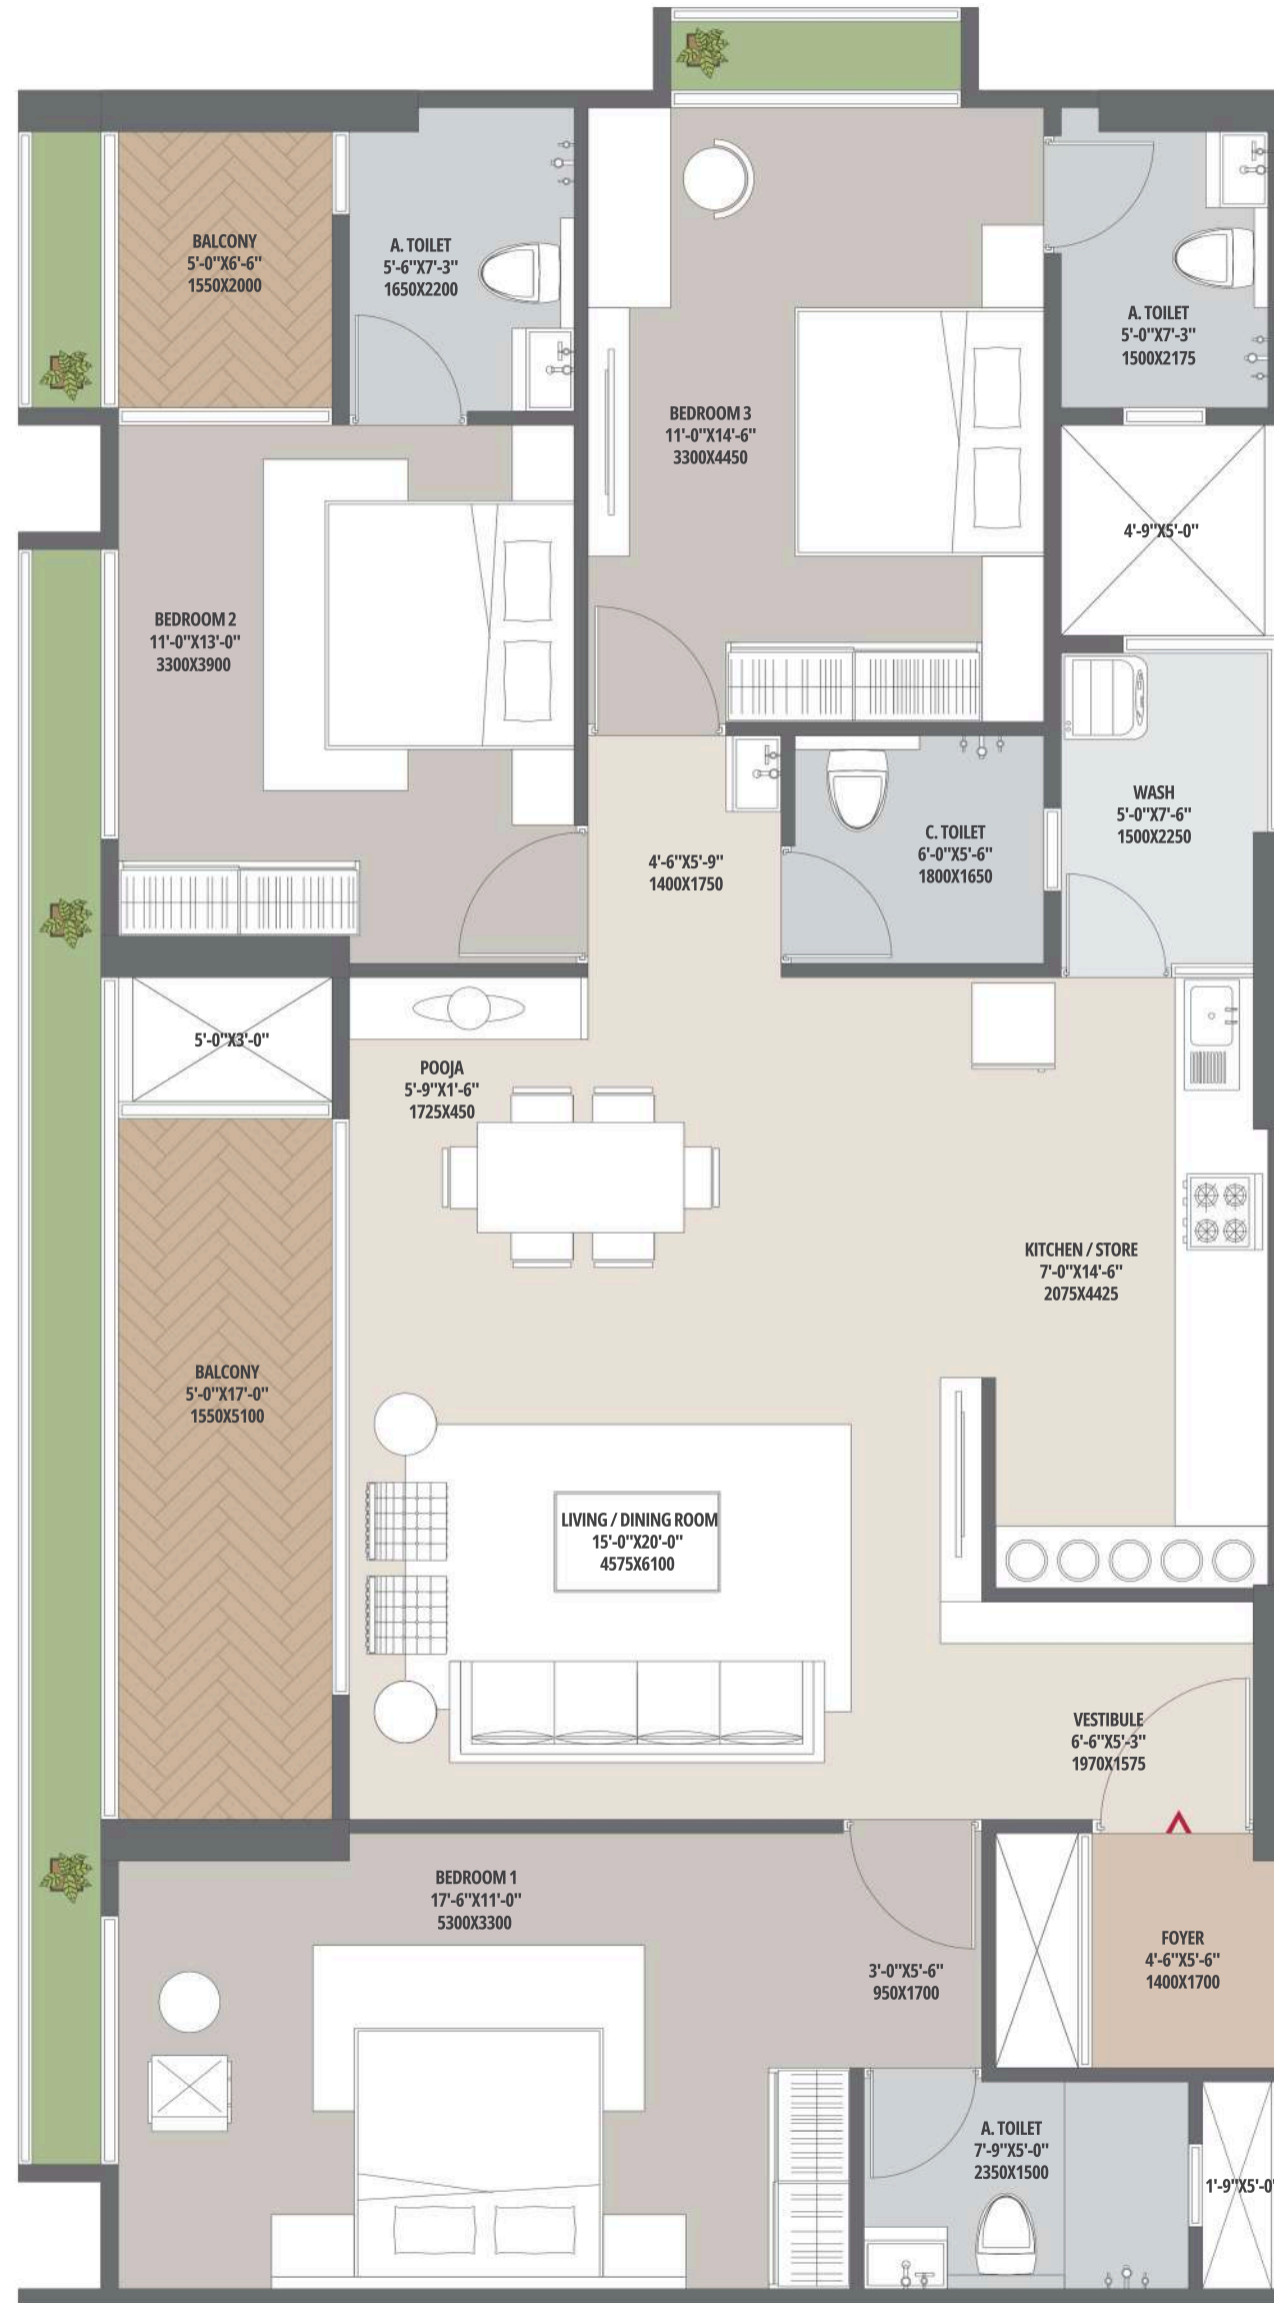 BALCONY
5'-0"X6'-6"
1550X2000
A. TOILET
5'-6"X7'-3"
1650X2200
A. TOILET
5'-0"X7'-3"
1500X2175
BEDROOM 3
11'-0"X14'-6"
3300X4450
4'-9"X5'-0"
BEDROOM 2
11'-0"X13'-0"
3300X3900
WASH
5'-0"X7'-6"
1500X2250
C. TOILET
6'-0"X5'-6"
1800X1650
4'-6"X5'-9"
1400X1750
5'-0"X3'-0"
POOJA
5'-9"X1'-6"
1725X450
KITCHEN / STORE
7'-0"X14'-6"
2075X4425
BALCONY
5'-0"X17'-0"
1550X5100
LIVING / DINING ROOM
15'-0"X20'-0"
4575X6100
VESTIBULE
6'-6"X5'-3"
1970X1575
BEDROOM 1
17'-6"X11'-0"
5300X3300
FOYER
4'-6"X5'-6"
1400X1700
3'-0"X5'-6"
950X1700
A. TOILET
7'-9"X5'-0"
2350X1500
1'-9"X5'-0"